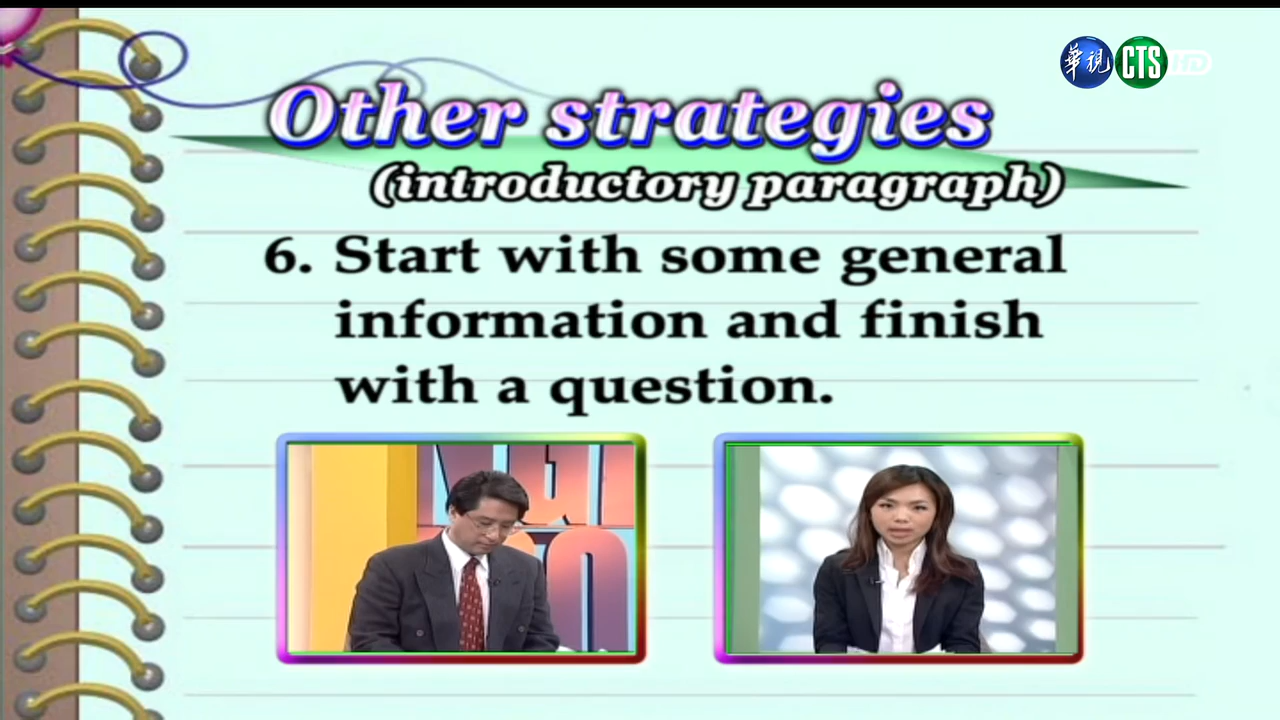 華視 CTS HD
Other strategies
(introductory paragraph)
6. Start with some general
information and finish
with a question.